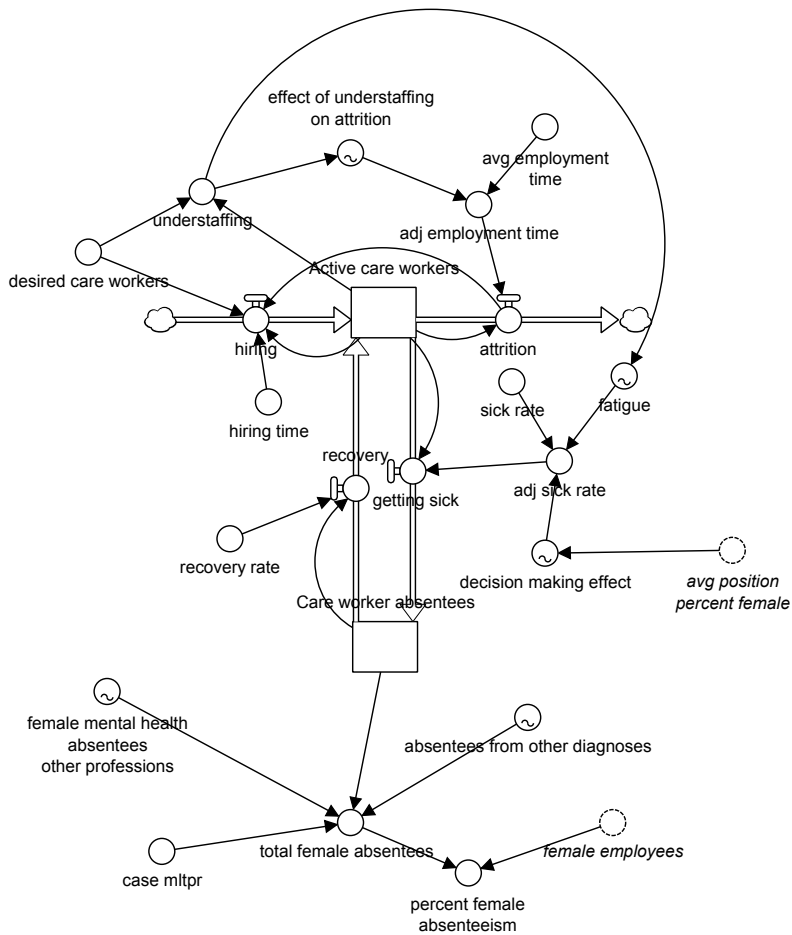 effect of understaffing
on attrition
avg employment
time
understaffing
adj employment time
desired care workers
Active care workers
hiring
attrition
hiring time
sick rate
fatigue
recovery
getting sick
adj sick rate
recovery rate
decision making effect
avg position
percent female
Care worker absentees
female mental health
absentees
other professions
absentees from other diagnoses
case mltpr
total female absentees
female employees
percent female
absenteeism